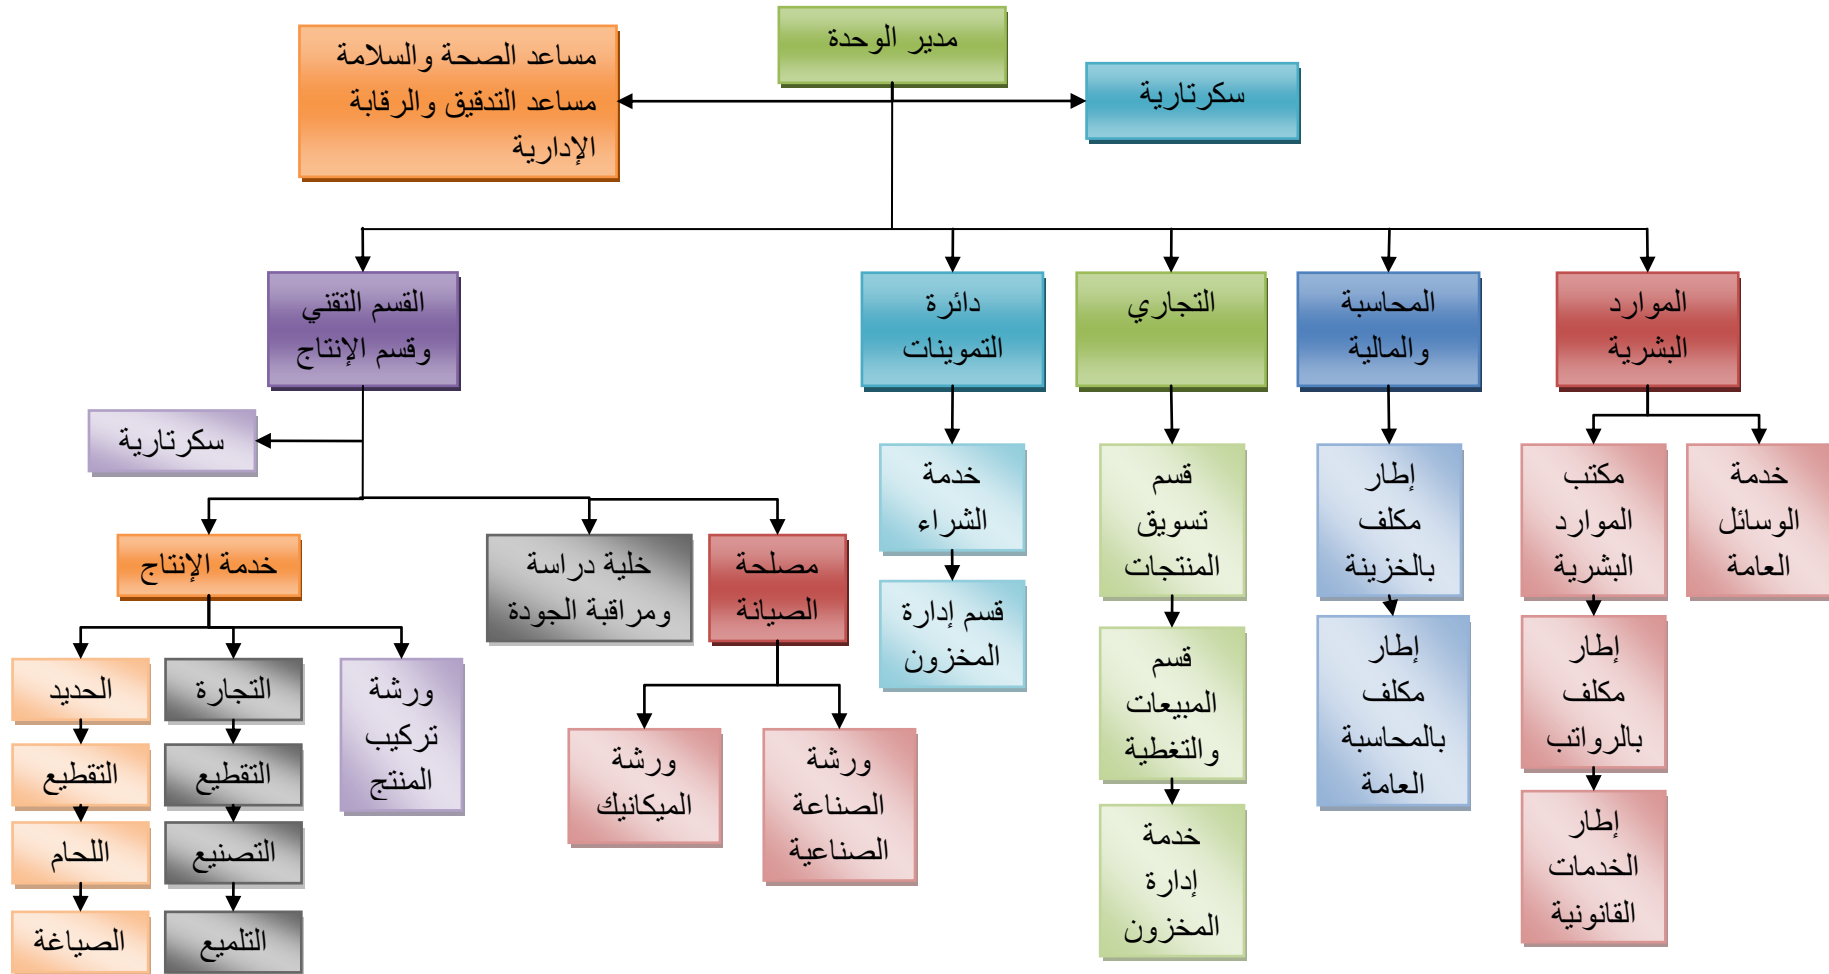 مدير الوحدة
سكرتارية
مساعد الصحة والسلامة
مساعد التدقيق والرقابة
الإدارية
الموارد
البشرية
المحاسبة
والمالية
التجاري
دائرة
التموينات
القسم التقني
وقسم الإنتاج
سكرتارية
خدمة
الوسائل
العامة
مكتب
الموارد
البشرية
إطار
مكلف
بالرواتب
إطار
الخدمات
القانونية
إطار
مكلف
بالخزينة
إطار
مكلف
بالمحاسبة
العامة
قسم
تسويق
المنتجات
قسم
المبيعات
والتغطية
خدمة
إدارة
المخزون
خدمة
الشراء
قسم إدارة
المخزون
مصلحة
الصيانة
خلية دراسة
ومراقبة الجودة
خدمة الإنتاج
ورشة
الصناعة
الصناعية
ورشة
الميكانيك
ورشة
تركيب
المنتج
التجارة
التقطيع
التصنيع
التلميع
الحديد
التقطيع
اللحام
الصياغة